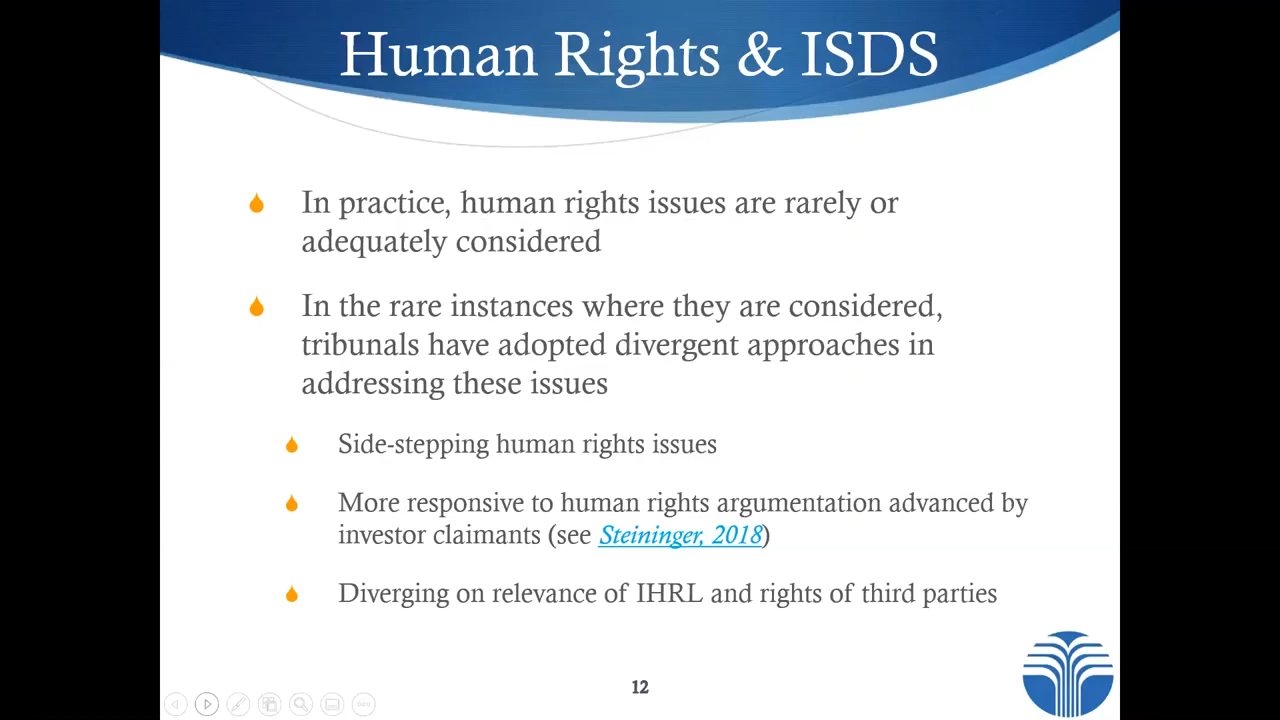 Human Rights & ISDS
In practice, human rights issues are rarely or
adequately considered
In the rare instances where they are considered,
tribunals have adopted divergent approaches in
addressing these issues
Side-stepping human rights issues
More responsive to human rights argumentation advanced by
investor claimants (see Steininger, 2018)
Diverging on relevance of IHRL and rights of third parties
12